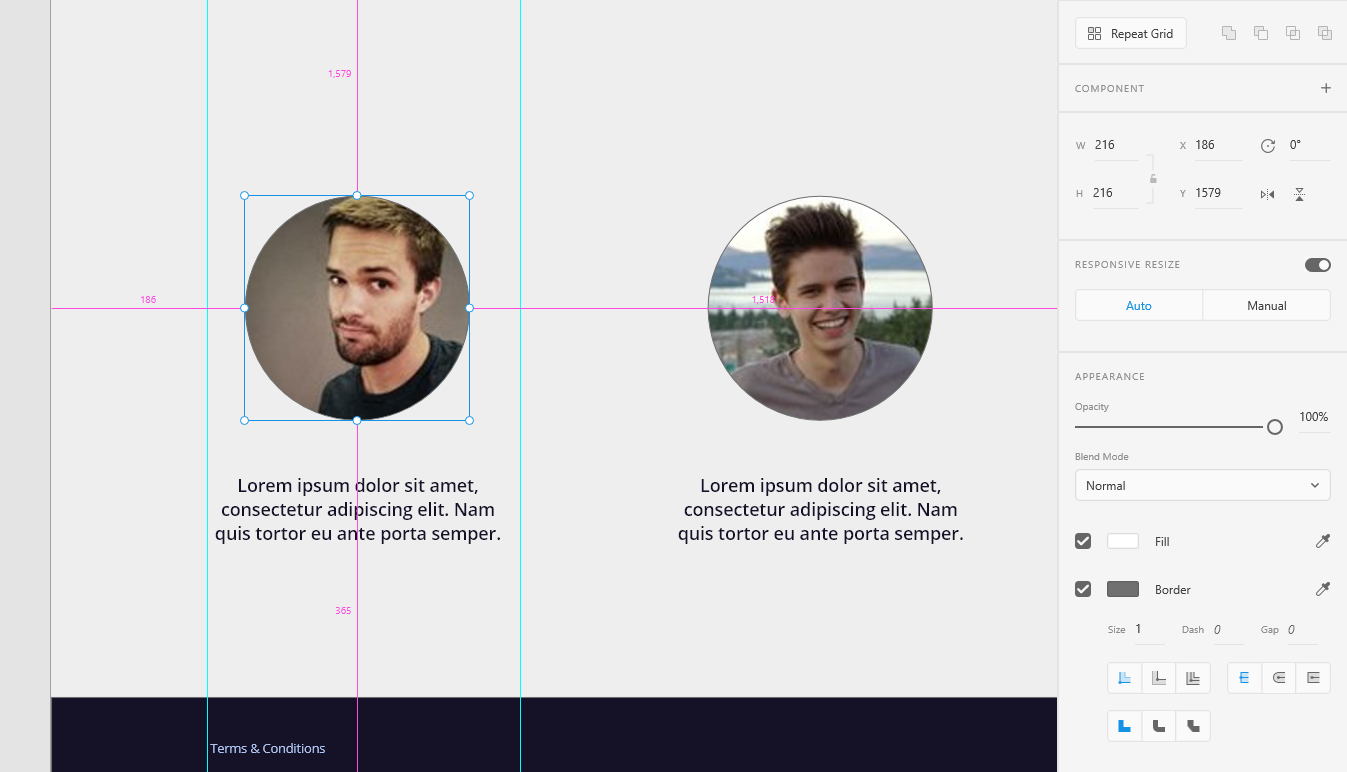 1,579
186
1,518
Lorem ipsum dolor sit amet,
consectetur adipiscing elit. Nam
quis tortor eu ante porta semper.
Lorem ipsum dolor sit amet,
consectetur adipiscing elit. Nam
quis tortor eu ante porta semper.
365
Terms & Conditions
Repeat Grid
COMPONENT
W 216 X 186 0°
H 216 Y 1579
RESPONSIVE RESIZE
Auto Manual
APPEARANCE
Opacity
100%
Blend Mode
Normal
Fill
Border
Size 1 Dash 0 Gap 0